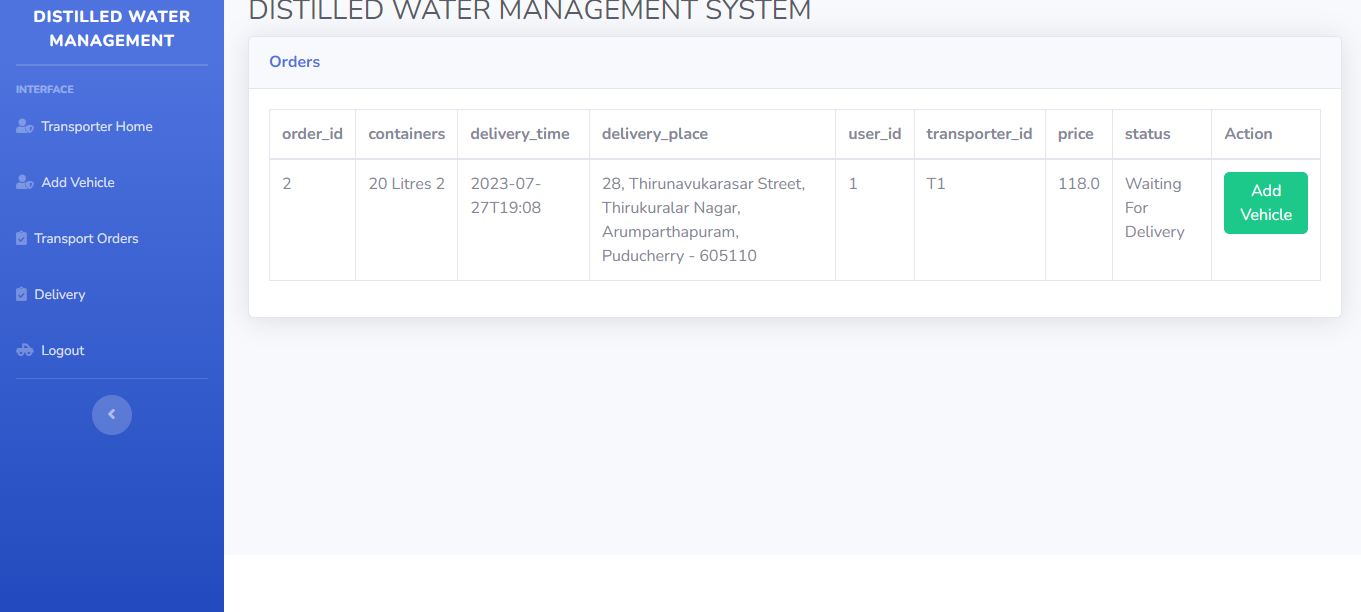 DISTILLED WATER
MANAGEMENT
INTERFACE
Transporter Home
Add Vehicle
Transport Orders
Delivery
Logout
DISTILLED WATER MANAGEMENT SYSTEM
Orders
order_id containers delivery_time delivery_place user_id transporter_id price status Action
2 20 Litres 2 2023-07- 28, Thirunavukarasar Street, 1 T1 118.0 Waiting Add
27T19:08 Thirukuralar Nagar, For Vehicle
Arumparthapuram, Delivery
Puducherry - 605110